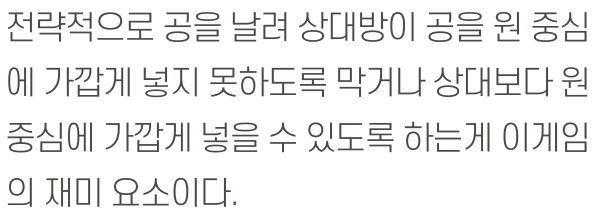 전략적으로 공을 날려 상대방이 공을 원 중심
에 가깝게 넣지 못하도록 막거나 상대보다 원
중심에 가깝게 넣을 수 있도록 하는게 이게임
의 재미 요소이다.